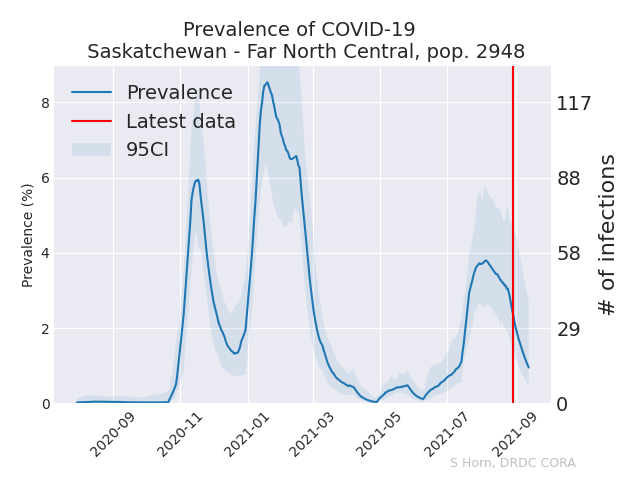 Prevalence of COVID-19
Saskatchewan - Far North Central, pop. 2948
Prevalence
Latest data
95CI
Prevalence (%)
8
6
4
2
0
117
88
58
29
0
# of infections
2020-09
2020-11
2021-01
2021-03
2021-05
2021-07
2021-09
S Horn, DRDC CORA